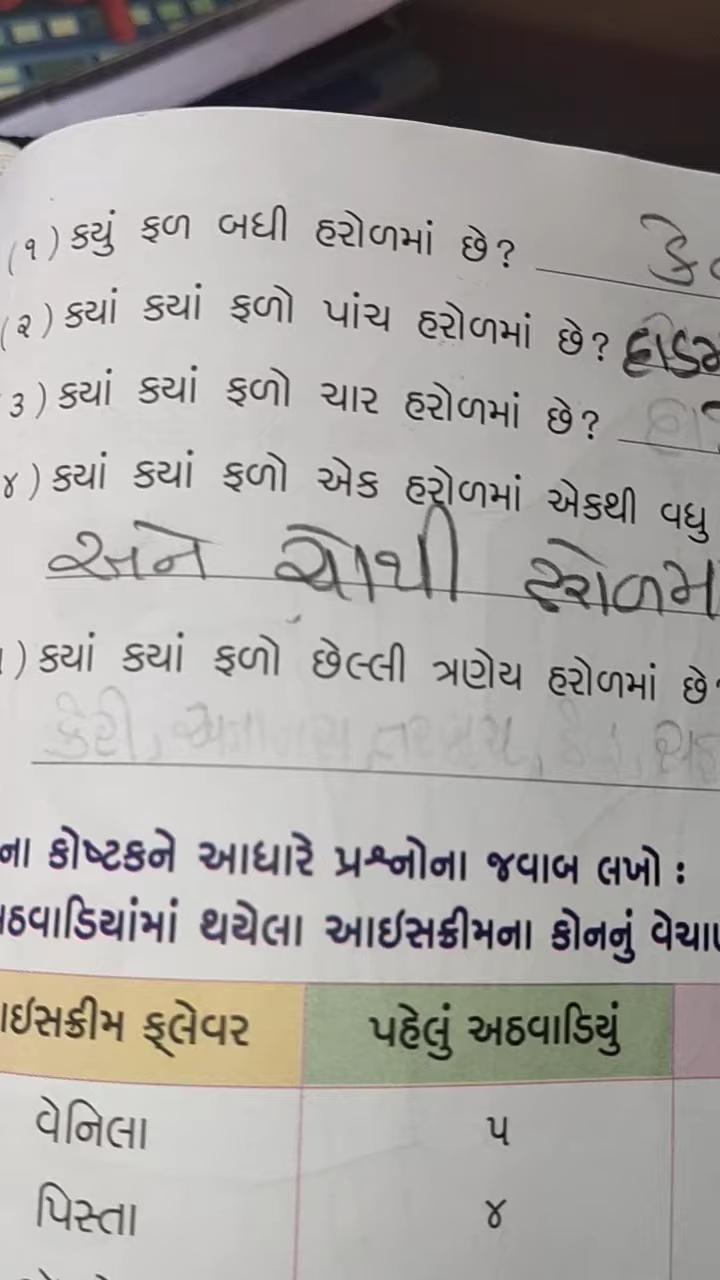 (૧) કયું ફળ બધી હરોળમાં છે?
(૨) કયાં કયાં ફળો પાંચ હરોળમાં છે?
૩) કયાં કયાં ફળો ચાર હરોળમાં છે?
૪) કયાં કયાં ફળો એક હરોળમાં એકથી વધુ
અને ચોથી હરોળમ
) કયાં કયાં ફળો છેલ્લી ત્રણેય હરોળમાં છે
કેરી,
ના કોષ્ટકને આધારે પ્રશ્નોના જવાબ લખો :
ઠવાડિયાંમાં થયેલા આઇસક્રીમના કોનનું વેચા
ઇસક્રીમ ફ્લેવર પહેલું અઠવાડિયું
વેનિલા ૫
પિસ્તા ૪